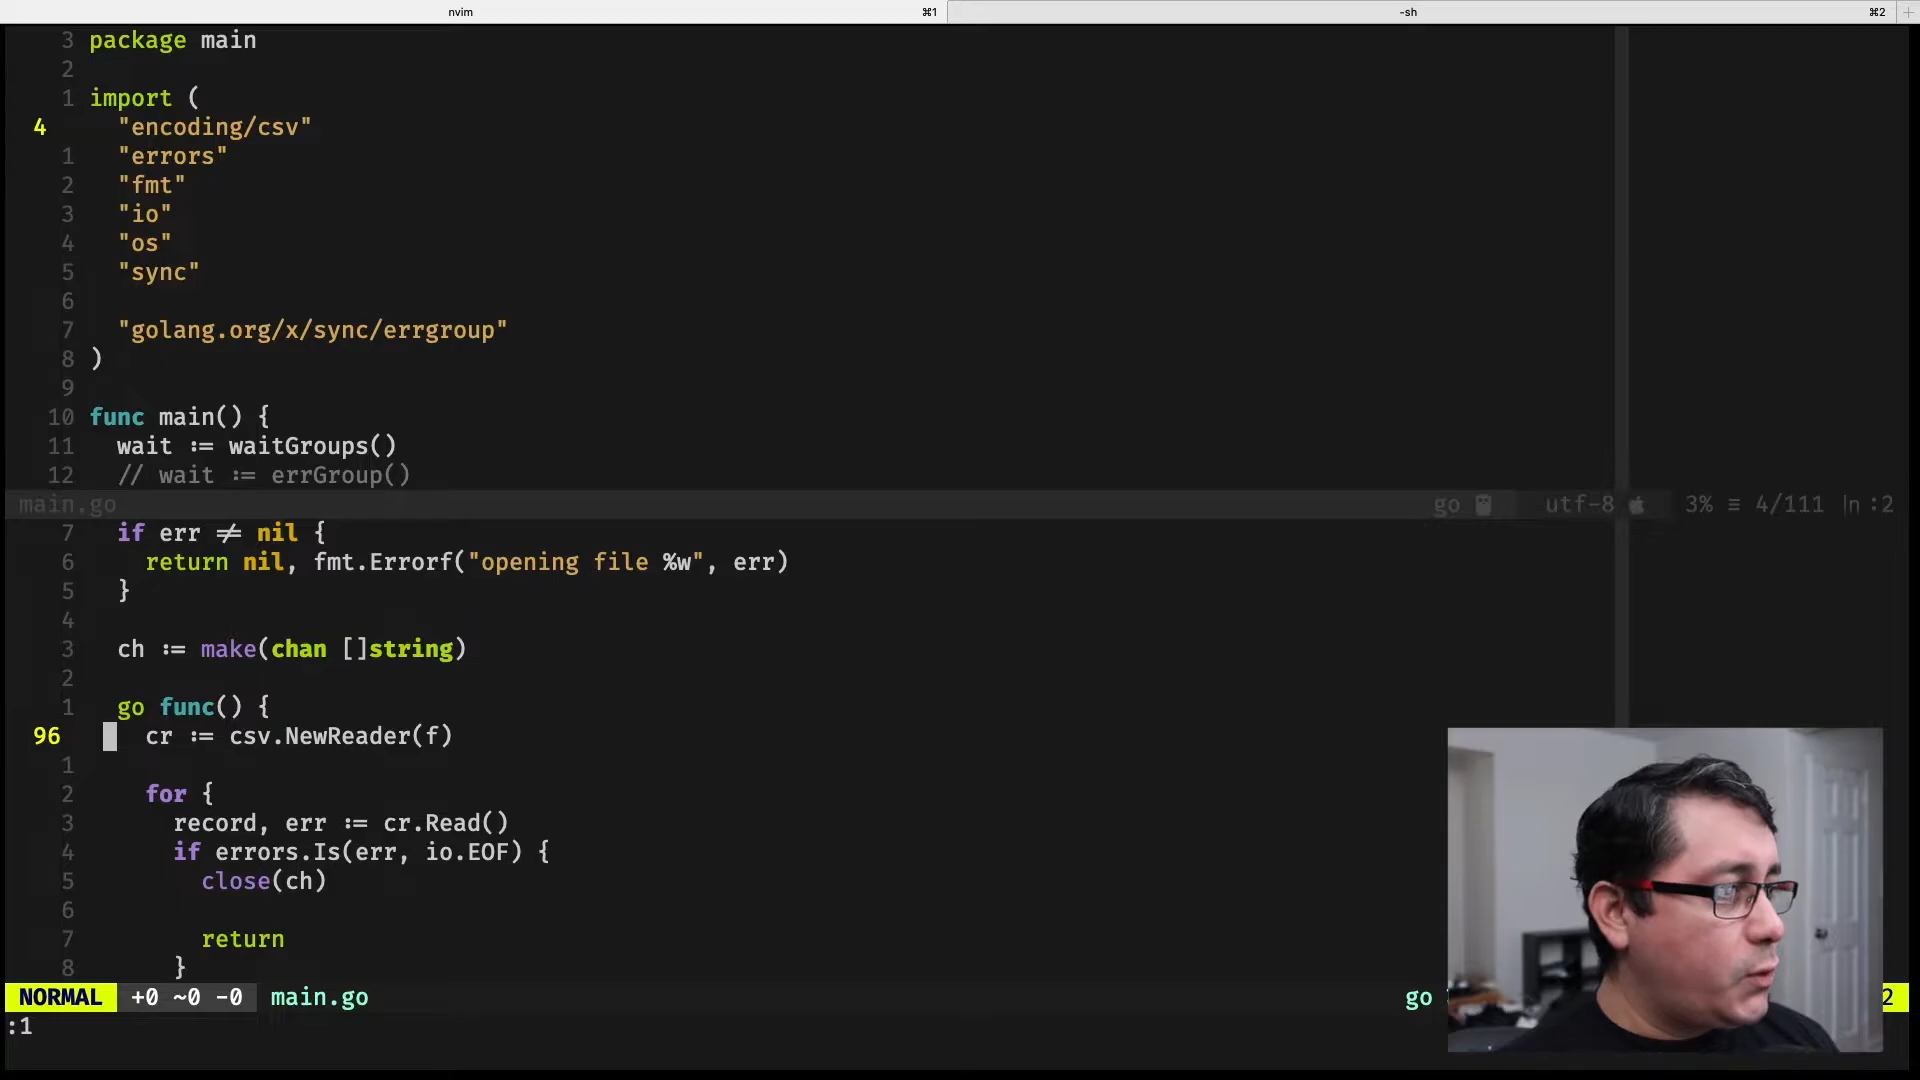 nvim ⌘1 -sh ⌘2 +
3 package main
2
1 import (
4 "encoding/csv"
1 "errors"
2 "fmt"
3 "io"
4 "os"
5 "sync"
6
7 "golang.org/x/sync/errgroup"
8 )
9
10 func main() {
11 wait := waitGroups()
12 // wait := errGroup()
main.go go utf-8 3% ≡ 4/111 ㏑:2
7 if err ≠ nil {
6 return nil, fmt.Errorf("opening file %w", err)
5 }
4
3 ch := make(chan []string)
2
1 go func() {
96 cr := csv.NewReader(f)
1
2 for {
3 record, err := cr.Read()
4 if errors.Is(err, io.EOF) {
5 close(ch)
6
7 return
8 }
NORMAL +0 ~0 -0 main.go go 2
:1